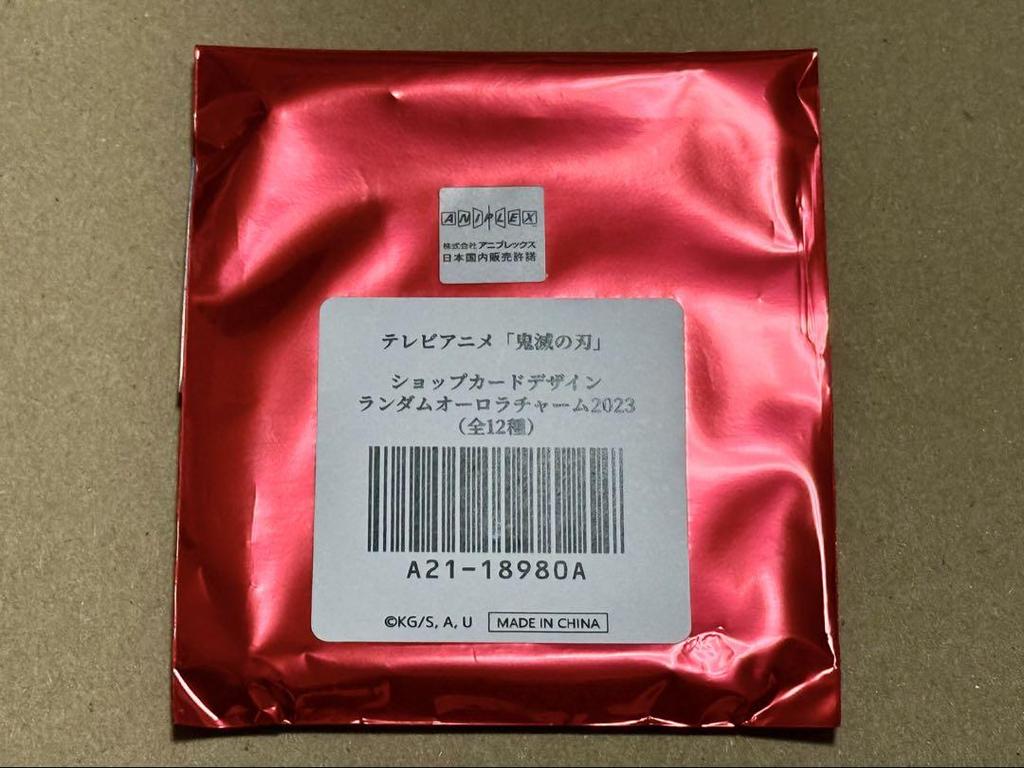 ANIPLEX
株式会社 アニプレックス
日本国内販売許諾
テレビアニメ「鬼滅の刃」
ショップカードデザイン
ランダムオーロラチャーム2023
(全12種)
A21-18980A
©KG/S, A, U MADE IN CHINA